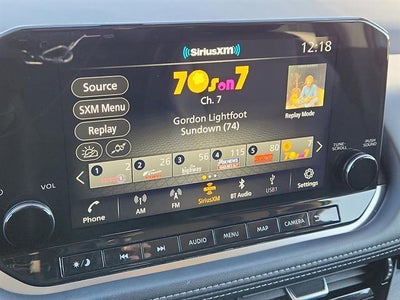 SiriusXM
12:18
Source
70s on 7
SXM Menu
Ch. 7
Replay
Gordon Lightfoot
Sundown (74)
Replay Mode
1 2
2 26
3 56
4 115
5 80
VOL
TUNE-SCROLL
PUSH SOUND
Phone
AM
FM
SiriusXM
BT Audio
USB1
Settings
AUDIO
MENU
MAP
CAMERA